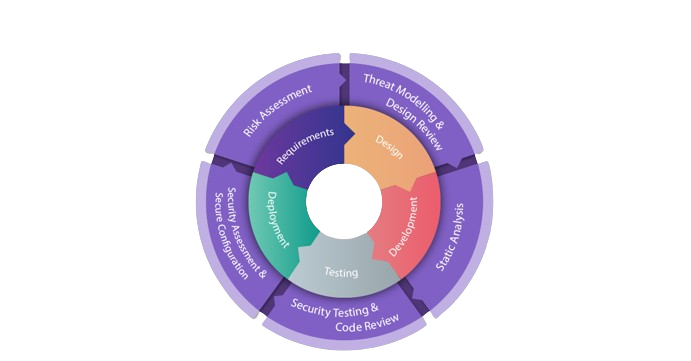 Risk Assessment
Threat Modelling &
Design Review
Requirements
Design
Security Assessment &
Secure Configuration
Deployment
Development
Static Analysis
Testing
Security Testing &
Code Review